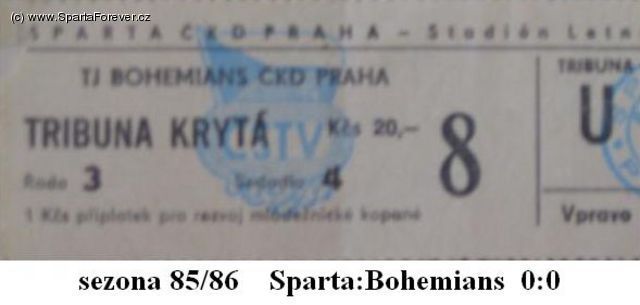 (c) www.SpartaForever.cz
SPARTA ČKD PRAHA - Stadión Letn
TJ BOHEMIANS ČKD PRAHA
TRIBUNA KRYTÁ Kčs 20,-
ČSTV
Řada 3 Sedadlo 4
8
1 Kčs příplatek pro rozvoj mládežnické kopané
TRIBUNA
U
Vpravo
sezona 85/86 Sparta:Bohemians 0:0